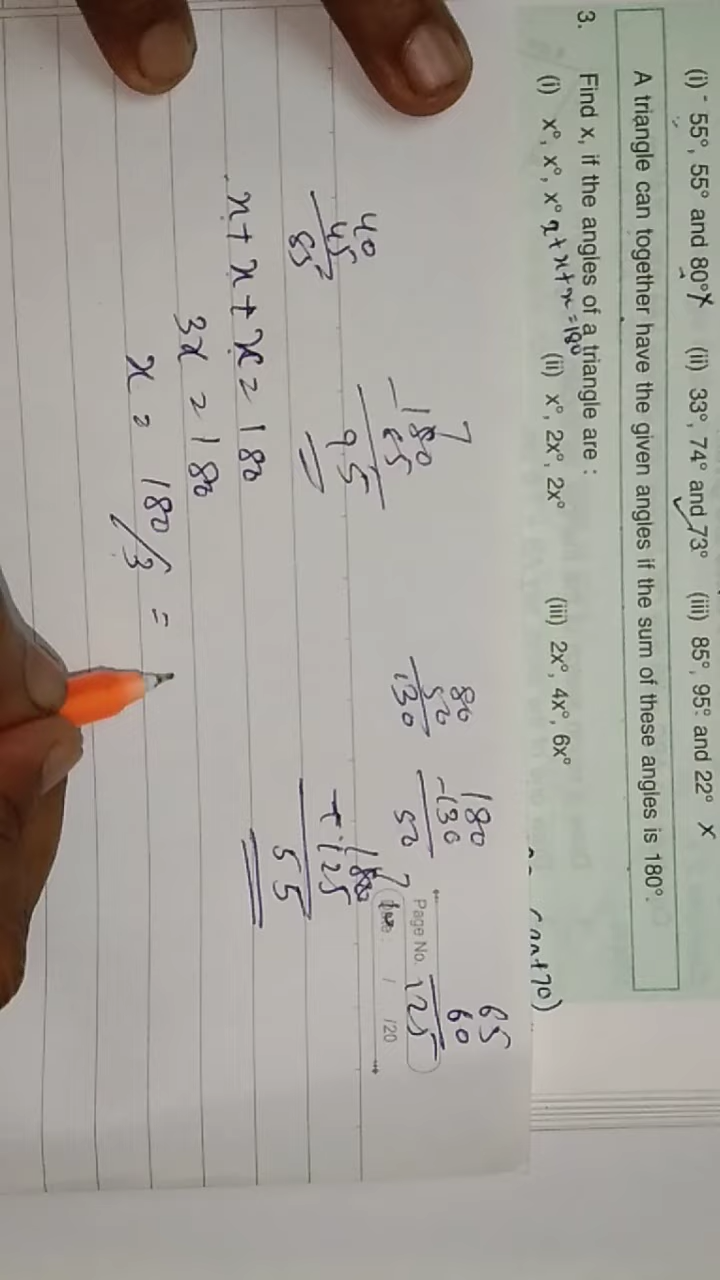 (i) 55°, 55° and 80° X (ii) 33°, 74° and 73° ✓ (iii) 85°, 95° and 22° X
A triangle can together have the given angles if the sum of these angles is 180°.
3. Find x, if the angles of a triangle are :
(i) x°, x°, x° x+x+x=180 (ii) x°, 2x°, 2x° (iii) 2x°, 4x°, 6x°
+70)
40
45
85
180
85
95
80
50
130
180
-130
50
65
60
125
Page No.
Date : / /20
180
125
55
x + x + x = 180
3x = 180
x = 180/3 =